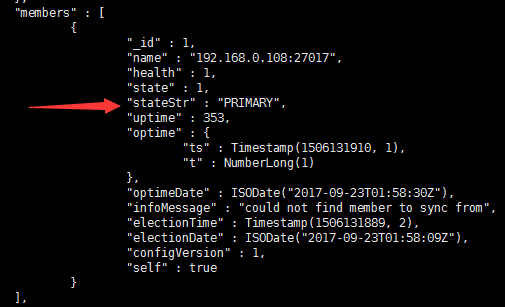 },
"members" : [
{
"_id" : 1,
"name" : "192.168.0.108:27017",
"health" : 1,
"state" : 1,
"stateStr" : "PRIMARY",
"uptime" : 353,
"optime" : {
"ts" : Timestamp(1506131910, 1),
"t" : NumberLong(1)
},
"optimeDate" : ISODate("2017-09-23T01:58:30Z"),
"infoMessage" : "could not find member to sync from",
"electionTime" : Timestamp(1506131889, 2),
"electionDate" : ISODate("2017-09-23T01:58:09Z"),
"configVersion" : 1,
"self" : true
}
],